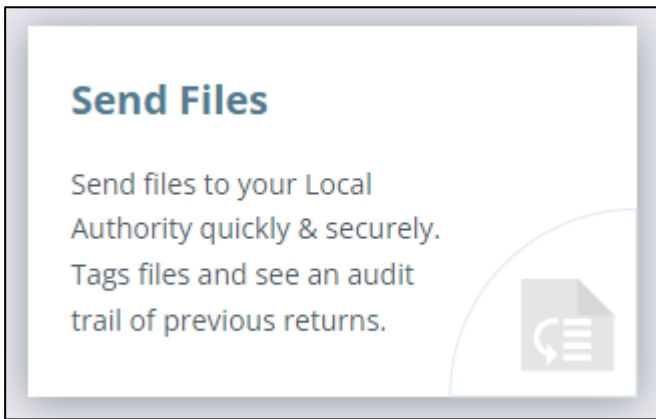 Send Files
Send files to your Local
Authority quickly & securely.
Tags files and see an audit
trail of previous returns.